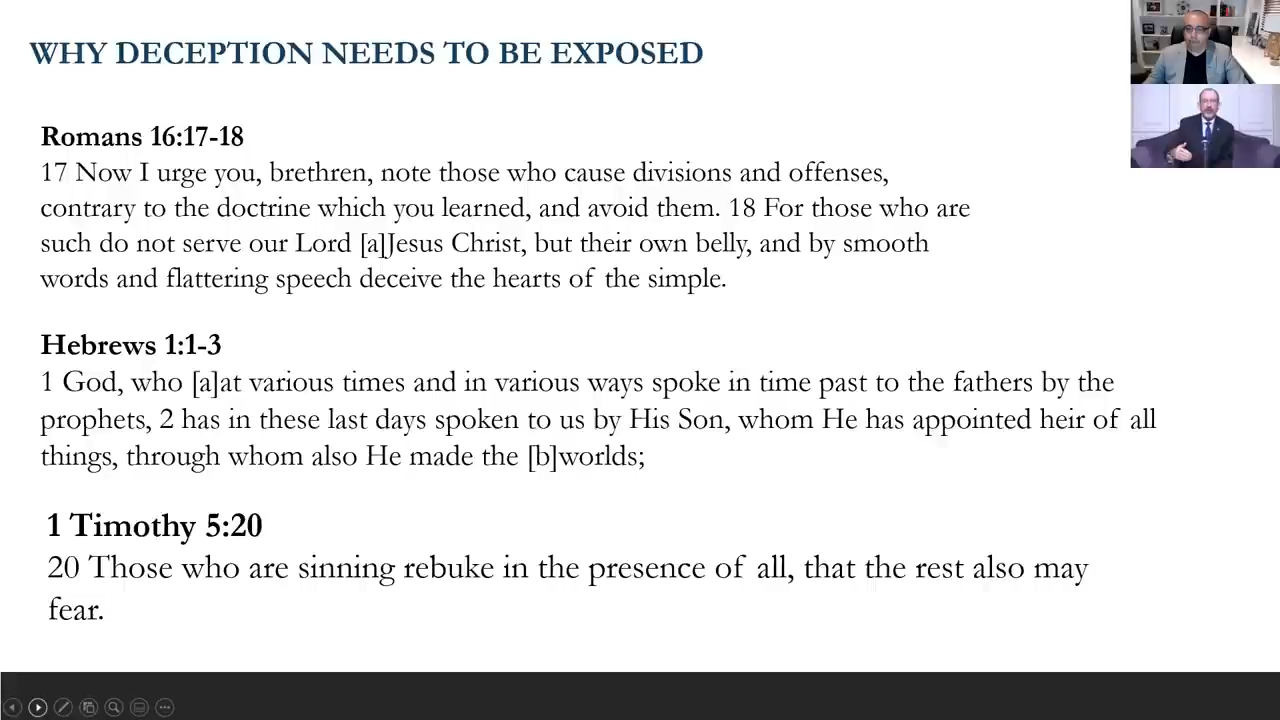 WHY DECEPTION NEEDS TO BE EXPOSED
Romans 16:17-18
17 Now I urge you, brethren, note those who cause divisions and offenses,
contrary to the doctrine which you learned, and avoid them. 18 For those who are
such do not serve our Lord [a]Jesus Christ, but their own belly, and by smooth
words and flattering speech deceive the hearts of the simple.
Hebrews 1:1-3
1 God, who [a]at various times and in various ways spoke in time past to the fathers by the
prophets, 2 has in these last days spoken to us by His Son, whom He has appointed heir of all
things, through whom also He made the [b]worlds;
1 Timothy 5:20
20 Those who are sinning rebuke in the presence of all, that the rest also may
fear.